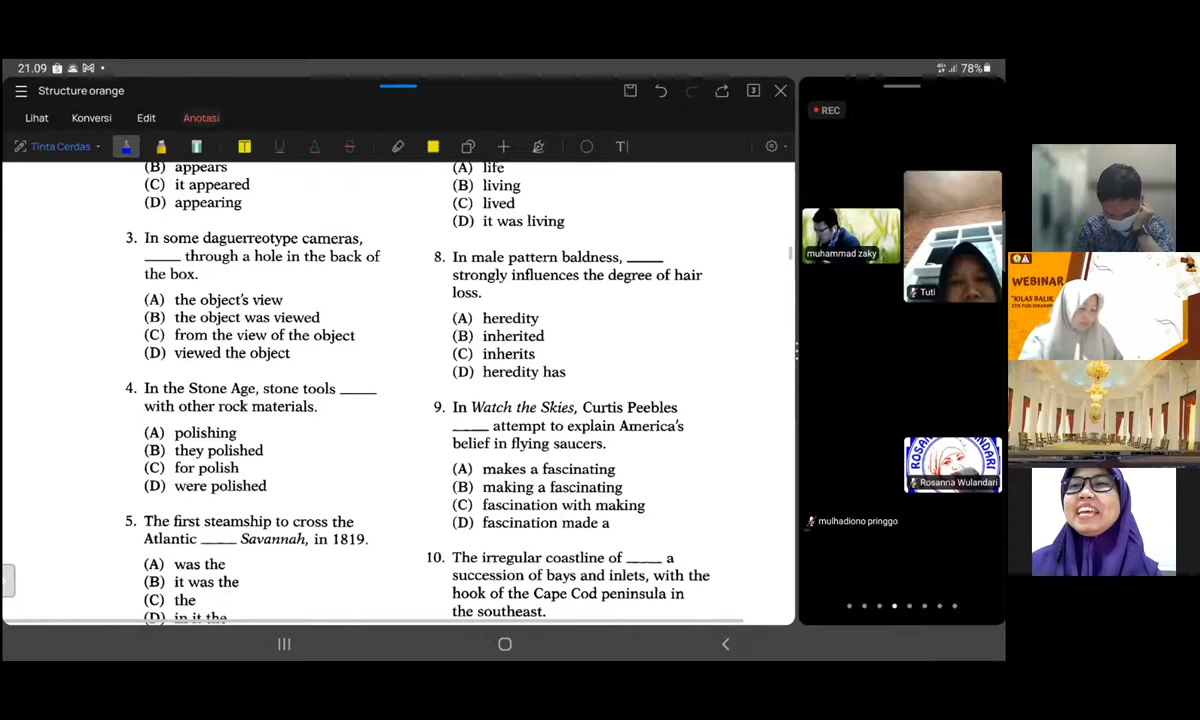 21.09
78%
Structure orange
3
Lihat Konversi Edit Anotasi
Tinta Cerdas
(B) appears
(C) it appeared
(D) appearing
3. In some daguerreotype cameras,
_____ through a hole in the back of
the box.
(A) the object's view
(B) the object was viewed
(C) from the view of the object
(D) viewed the object
4. In the Stone Age, stone tools _____
with other rock materials.
(A) polishing
(B) they polished
(C) for polish
(D) were polished
5. The first steamship to cross the
Atlantic _____ Savannah, in 1819.
(A) was the
(B) it was the
(C) the
(D) in it the
(A) life
(B) living
(C) lived
(D) it was living
8. In male pattern baldness, _____
strongly influences the degree of hair
loss.
(A) heredity
(B) inherited
(C) inherits
(D) heredity has
9. In Watch the Skies, Curtis Peebles
_____ attempt to explain America's
belief in flying saucers.
(A) makes a fascinating
(B) making a fascinating
(C) fascination with making
(D) fascination made a
10. The irregular coastline of _____ a
succession of bays and inlets, with the
hook of the Cape Cod peninsula in
the southeast.
REC
muhammad zaky
Tuti
Rosanna Wulandari
mulhadiono pringgo
WEBINAR
"KILAS BALIK